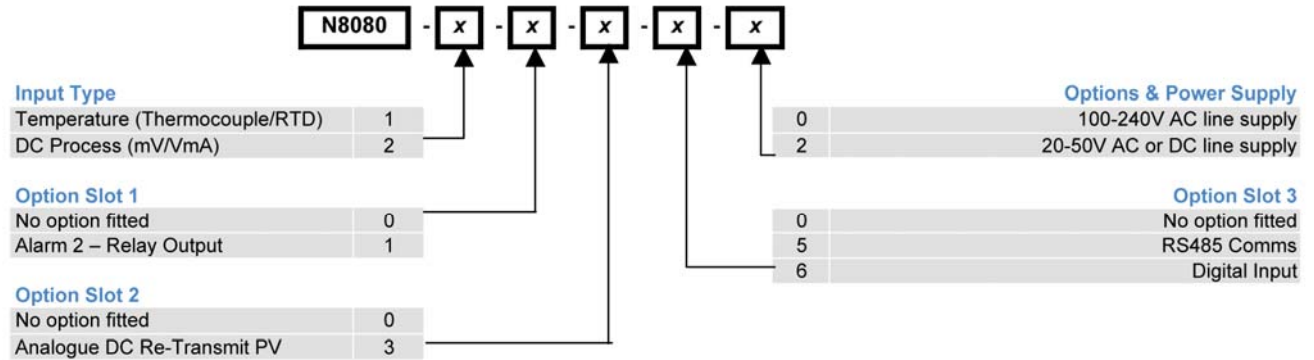 N8080 - x - x - x - x - x
Input Type
Temperature (Thermocouple/RTD) 1
DC Process (mV/VmA) 2
Option Slot 1
No option fitted 0
Alarm 2 – Relay Output 1
Option Slot 2
No option fitted 0
Analogue DC Re-Transmit PV 3
Options & Power Supply
0 100-240V AC line supply
2 20-50V AC or DC line supply
Option Slot 3
0 No option fitted
5 RS485 Comms
6 Digital Input